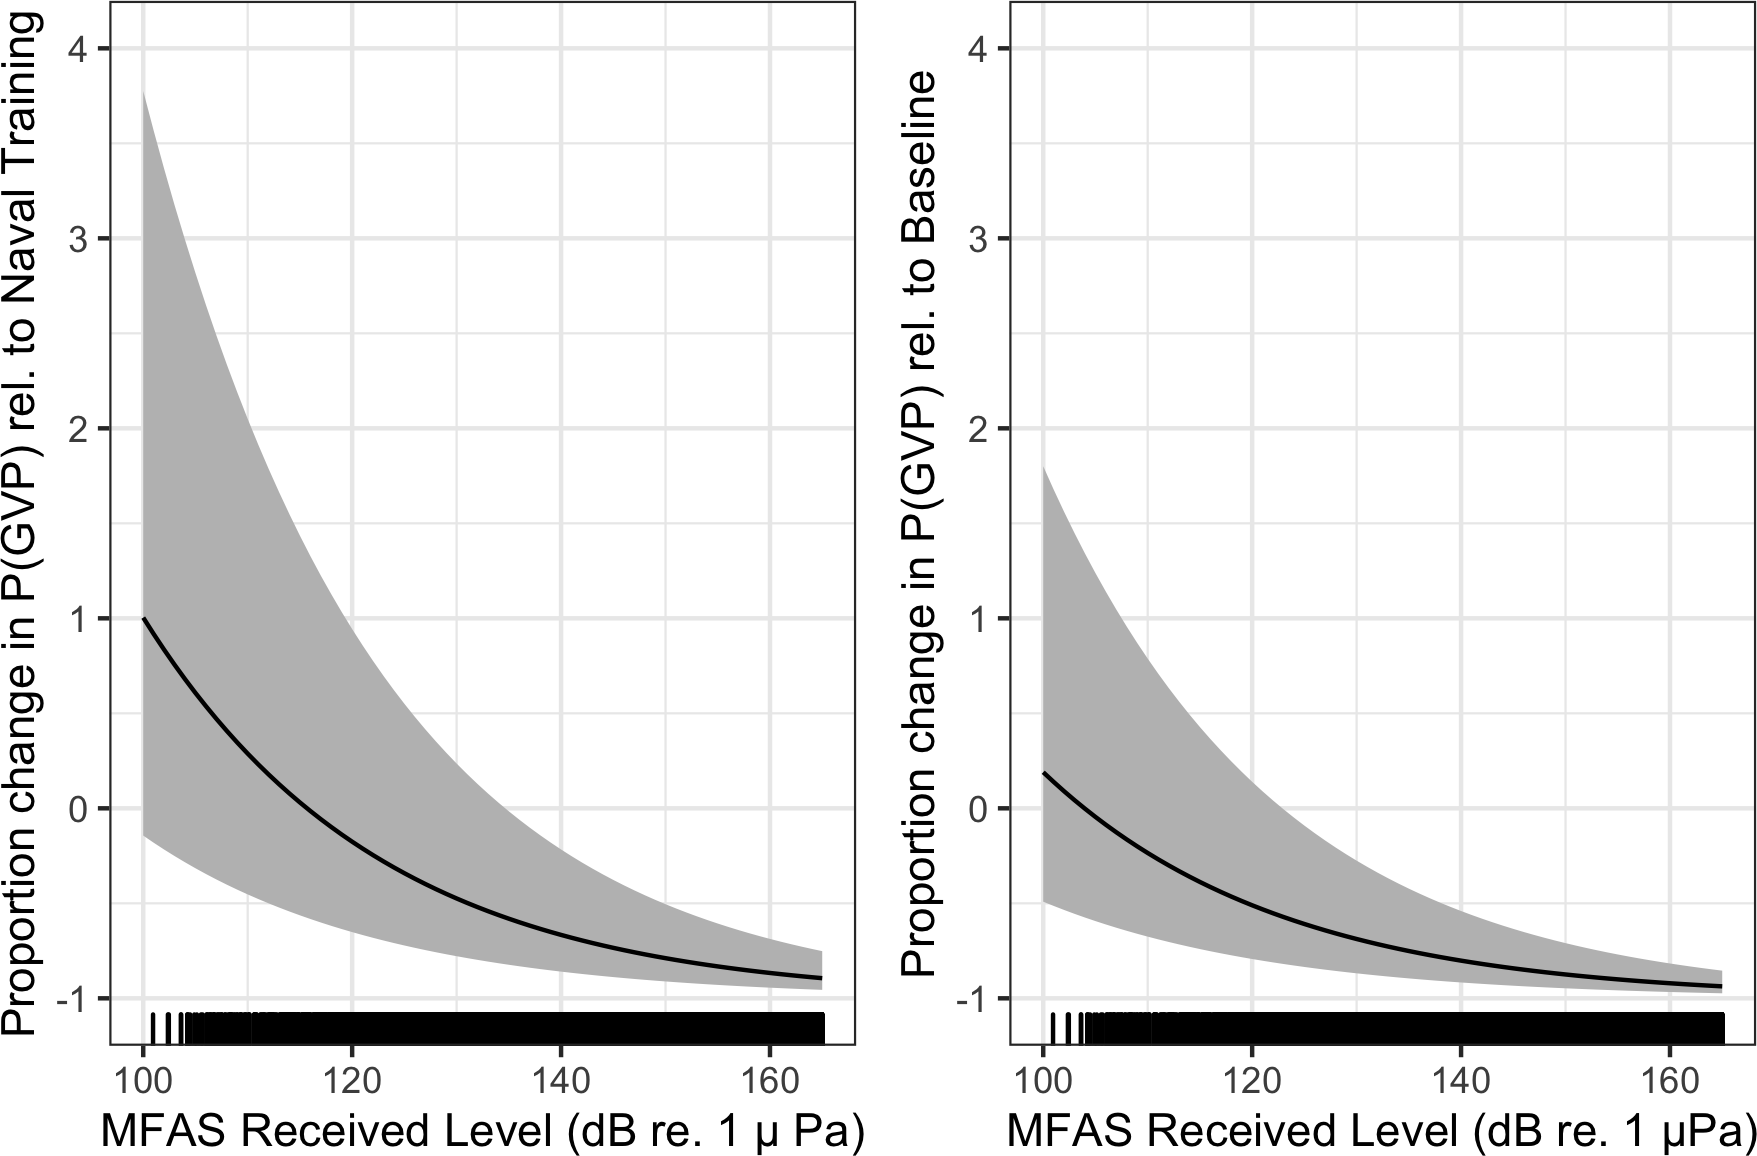 Proportion change in P(GVP) rel. to Naval Training
4
3
2
1
0
-1
100 120 140 160
MFAS Received Level (dB re. 1 μ Pa)
Proportion change in P(GVP) rel. to Baseline
4
3
2
1
0
-1
100 120 140 160
MFAS Received Level (dB re. 1 μPa)